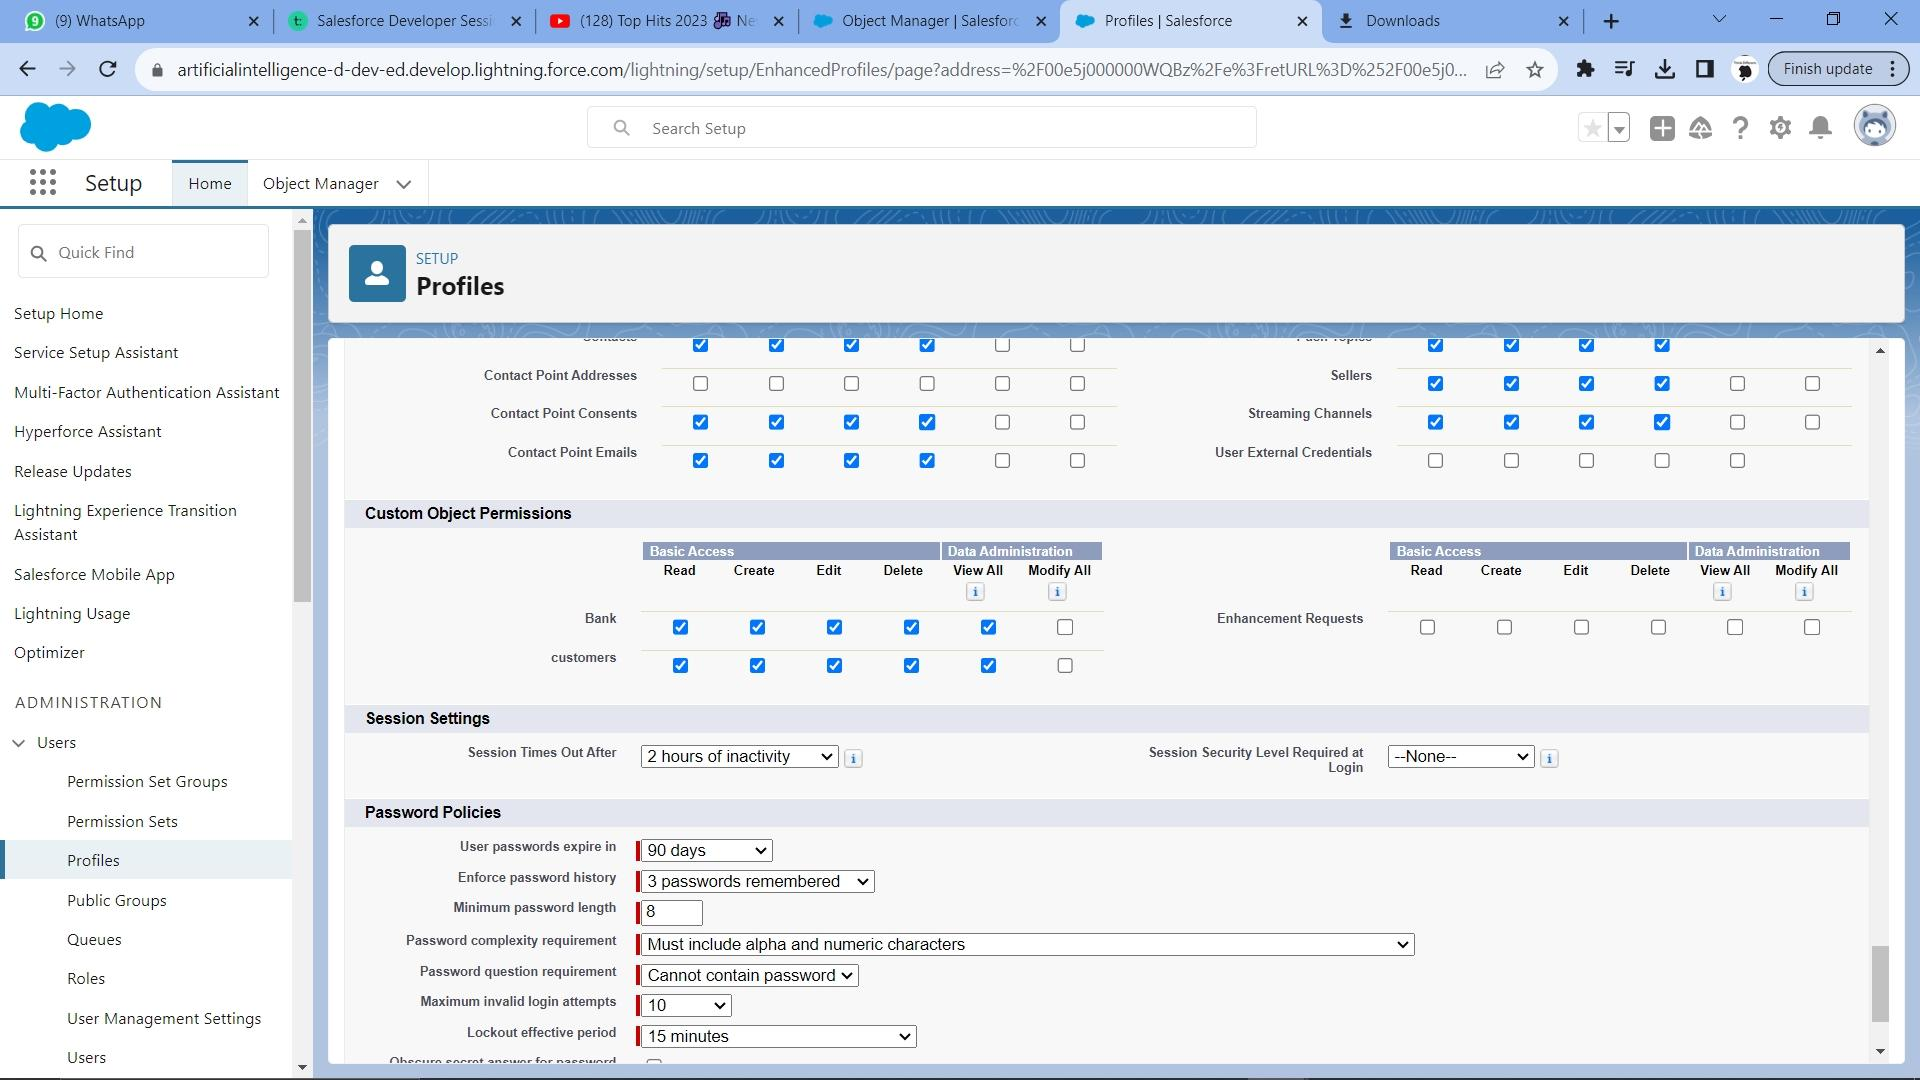 (9) WhatsApp
Salesforce Developer Sessi
(128) Top Hits 2023 🎶 Ne
Object Manager | Salesforc
Profiles | Salesforce
Downloads
artificialintelligence-d-dev-ed.develop.lightning.force.com/lightning/setup/EnhancedProfiles/page?address=%2F00e5j000000WQBz%2Fe%3FretURL%3D%252F00e5j0...
Finish update
Search Setup
Setup
Home
Object Manager
Quick Find
Setup Home
Service Setup Assistant
Multi-Factor Authentication Assistant
Hyperforce Assistant
Release Updates
Lightning Experience Transition
Assistant
Salesforce Mobile App
Lightning Usage
Optimizer
ADMINISTRATION
Users
Permission Set Groups
Permission Sets
Profiles
Public Groups
Queues
Roles
User Management Settings
Users
SETUP
Profiles
Contacts
Push Topics
Contact Point Addresses
Sellers
Contact Point Consents
Streaming Channels
Contact Point Emails
User External Credentials
Custom Object Permissions
Basic Access Data Administration
Read Create Edit Delete View All Modify All
Bank
customers
Basic Access Data Administration
Read Create Edit Delete View All Modify All
Enhancement Requests
Session Settings
Session Times Out After 2 hours of inactivity
Session Security Level Required at
Login
--None--
Password Policies
User passwords expire in 90 days
Enforce password history 3 passwords remembered
Minimum password length 8
Password complexity requirement Must include alpha and numeric characters
Password question requirement Cannot contain password
Maximum invalid login attempts 10
Lockout effective period 15 minutes
Obscure secret answer for password